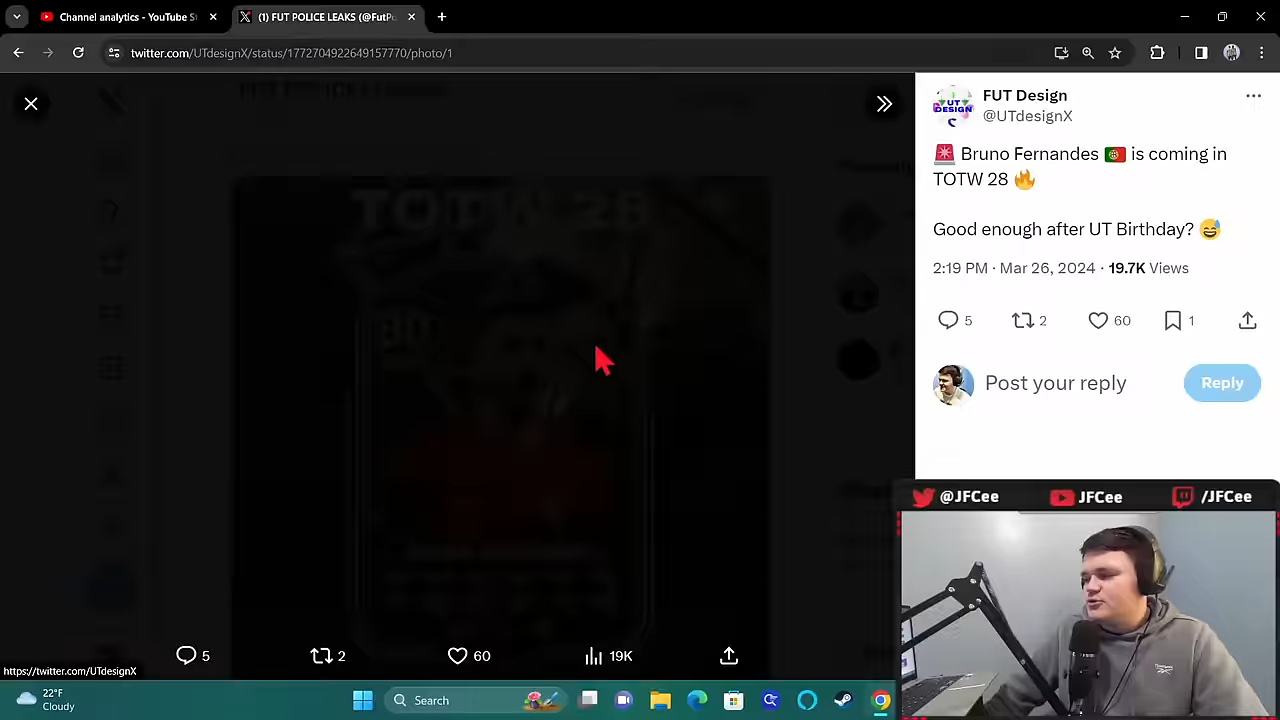 Channel analytics - YouTube S
(1) FUT POLICE LEAKS (@FutPo
twitter.com/UTdesignX/status/1772704922649157770/photo/1
TOTW 28
FUT Design
@UTdesignX
Bruno Fernandes is coming in
TOTW 28
Good enough after UT Birthday?
2:19 PM · Mar 26, 2024 · 19.7K Views
5
2
60
1
Post your reply
Reply
@JFCee
JFCee
/JFCee
5
2
60
19K
https://twitter.com/UTdesignX
22°F
Cloudy
Search